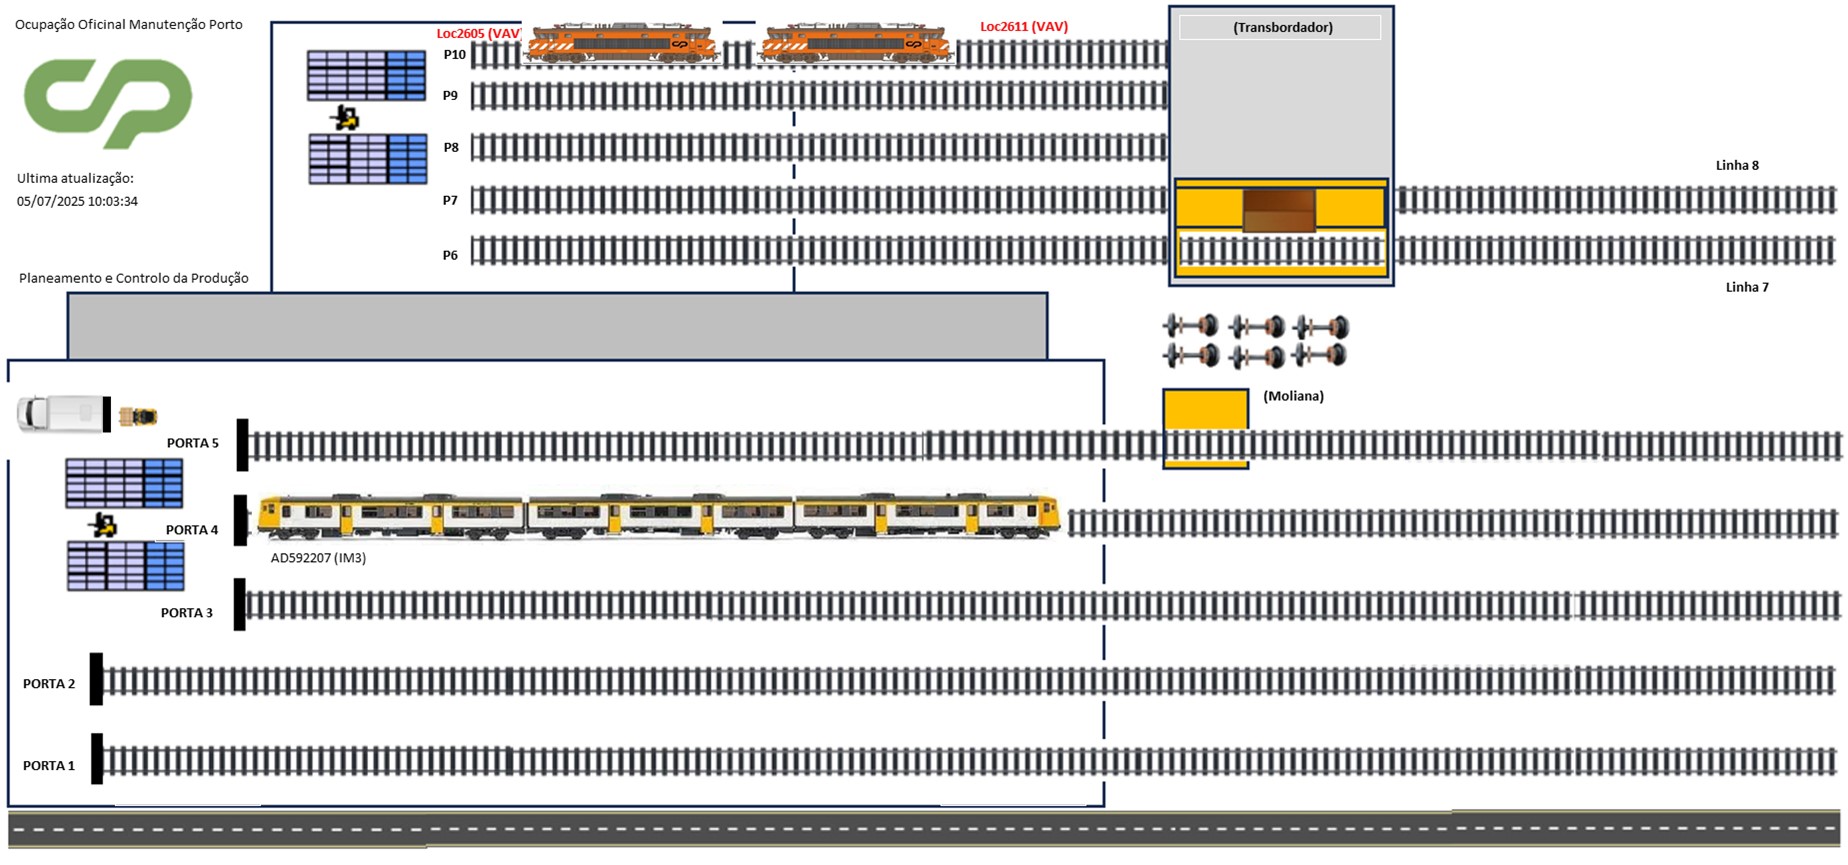 Ocupação Oficinal Manutenção Porto
Loc2605 (VAV)
Loc2611 (VAV)
(Transbordador)
P10
P9
P8
Linha 8
Ultima atualização:
05/07/2025 10:03:34
P7
P6
Planeamento e Controlo da Produção
Linha 7
(Moliana)
PORTA 5
PORTA 4
AD592207 (IM3)
PORTA 3
PORTA 2
PORTA 1